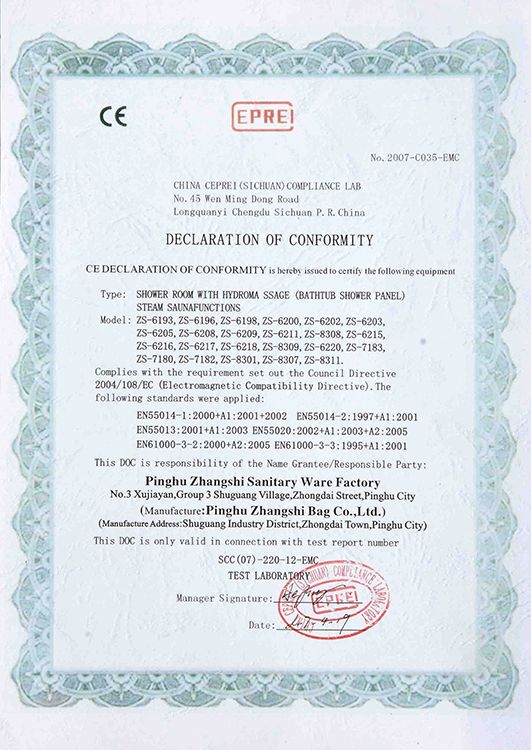 CE
CEPREI
No. 2007-C035-EMC
CHINA CEPREI(SICHUAN)COMPLIANCE LAB
No. 45 Wen Ming Dong Road
Longquanyi Chengdu Sichuan P. R. China
DECLARATION OF CONFORMITY
CE DECLARATION OF CONFORMITY is hereby issued to certify the following equipment
Type: SHOWER ROOM WITH HYDROMA SSAGE (BATHTUB SHOWER PANEL)
STEAM SAUNAFUNCTIONS
Model: ZS-6193, ZS-6196, ZS-6198, ZS-6200, ZS-6202, ZS-6203,
ZS-6205, ZS-6208, ZS-6209, ZS-6211, ZS-8308, ZS-6215,
ZS-6216, ZS-6217, ZS-6218, ZS-8309, ZS-6220, ZS-7183,
ZS-7180, ZS-7182, ZS-8301, ZS-8307, ZS-8311.
Complies with the requirement set out the Council Directive
2004/108/EC (Electromagnetic Compatibility Directive). The
following standards were applied:
EN55014-1:2000+A1:2001+2002 EN55014-2:1997+A1:2001
EN55013:2001+A1:2003 EN55020:2002+A1:2003+A2:2005
EN61000-3-2:2000+A2:2005 EN61000-3-3:1995+A1:2001
This DOC is responsibility of the Name Grantee/Responsible Party:
Pinghu Zhangshi Sanitary Ware Factory
No.3 Xujiayan,Group 3 Shuguang Village,Zhongdai Street,Pinghu City
(Manufacture:Pinghu Zhangshi Bag Co.,Ltd.)
(Manufacture Address:Shuguang Industry District,Zhongdai Town,Pinghu City)
This DOC is only valid in connection with test report number
SCC(07)-220-12-EMC
TEST LABORATORY
Manager Signature:
Date:
CEPREI (SICHUAN) COMPLIANCE LABORATORY
CEPREI